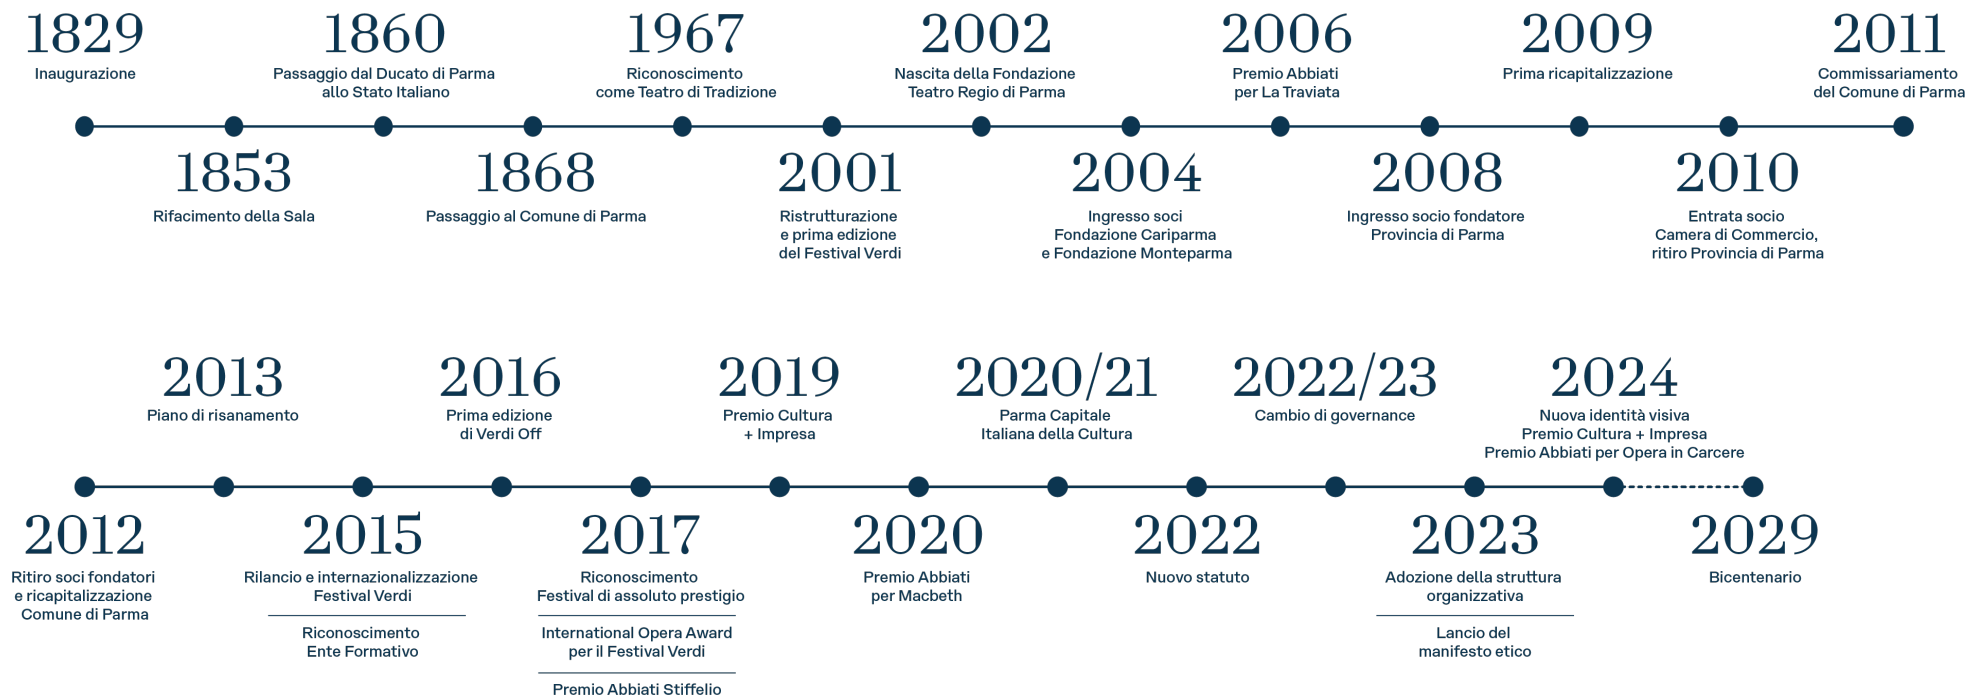 1829
Inaugurazione
1853
Rifacimento della Sala
1860
Passaggio dal Ducato di Parma
allo Stato Italiano
1868
Passaggio al Comune di Parma
1967
Riconoscimento
come Teatro di Tradizione
2001
Ristrutturazione
e prima edizione
del Festival Verdi
2002
Nascita della Fondazione
Teatro Regio di Parma
2004
Ingresso soci
Fondazione Cariparma
e Fondazione Monteparma
2006
Premio Abbiati
per La Traviata
2008
Ingresso socio fondatore
Provincia di Parma
2009
Prima ricapitalizzazione
2010
Entrata socio
Camera di Commercio,
ritiro Provincia di Parma
2011
Commissariamento
del Comune di Parma
2012
Ritiro soci fondatori
e ricapitalizzazione
Comune di Parma
2013
Piano di risanamento
2015
Rilancio e internazionalizzazione
Festival Verdi
Riconoscimento
Ente Formativo
2016
Prima edizione
di Verdi Off
2017
Riconoscimento
Festival di assoluto prestigio
International Opera Award
per il Festival Verdi
Premio Abbiati Stiffelio
2019
Premio Cultura
+ Impresa
2020
Premio Abbiati
per Macbeth
2020/21
Parma Capitale
Italiana della Cultura
2022
Nuovo statuto
2022/23
Cambio di governance
2023
Adozione della struttura
organizzativa
Lancio del
manifesto etico
2024
Nuova identità visiva
Premio Cultura + Impresa
Premio Abbiati per Opera in Carcere
2029
Bicentenario